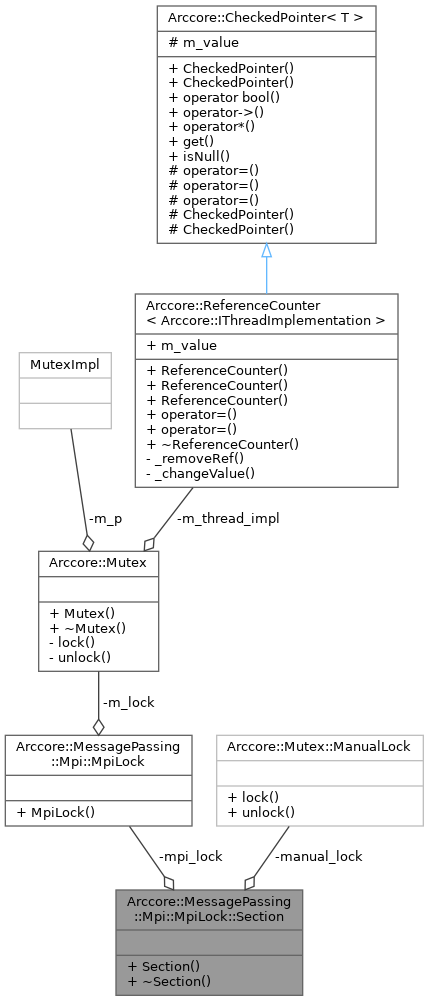 Arccore::CheckedPointer< T >
# m_value
+ CheckedPointer()
+ CheckedPointer()
+ operator bool()
+ operator->()
+ operator*()
+ get()
+ isNull()
# operator=()
# operator=()
# operator=()
# CheckedPointer()
# CheckedPointer()
Arccore::ReferenceCounter
< Arccore::IThreadImplementation >
+ m_value
+ ReferenceCounter()
+ ReferenceCounter()
+ ReferenceCounter()
+ operator=()
+ operator=()
+ ~ReferenceCounter()
- _removeRef()
- _changeValue()
MutexImpl
-m_p
-m_thread_impl
Arccore::Mutex
+ Mutex()
+ ~Mutex()
- lock()
- unlock()
-m_lock
Arccore::MessagePassing
::Mpi::MpiLock
+ MpiLock()
Arccore::Mutex::ManualLock
+ lock()
+ unlock()
-mpi_lock
-manual_lock
Arccore::MessagePassing
::Mpi::MpiLock::Section
+ Section()
+ ~Section()